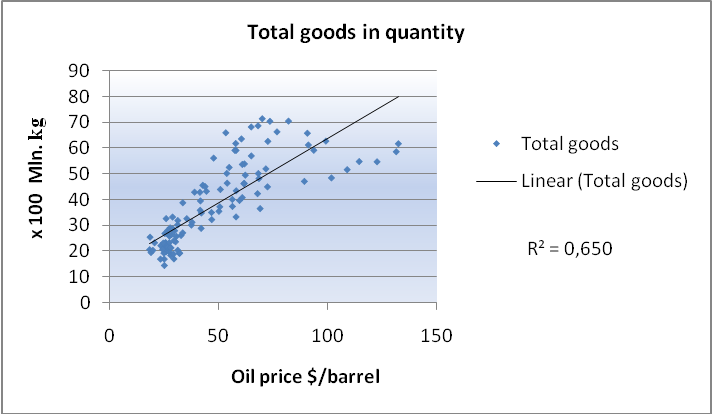 Total goods in quantity
90
80
70
60
50
40
30
20
10
0
x 100 Mln. kg
0 50 100 150
Oil price $/barrel
Total goods
Linear (Total goods)
R² = 0,650